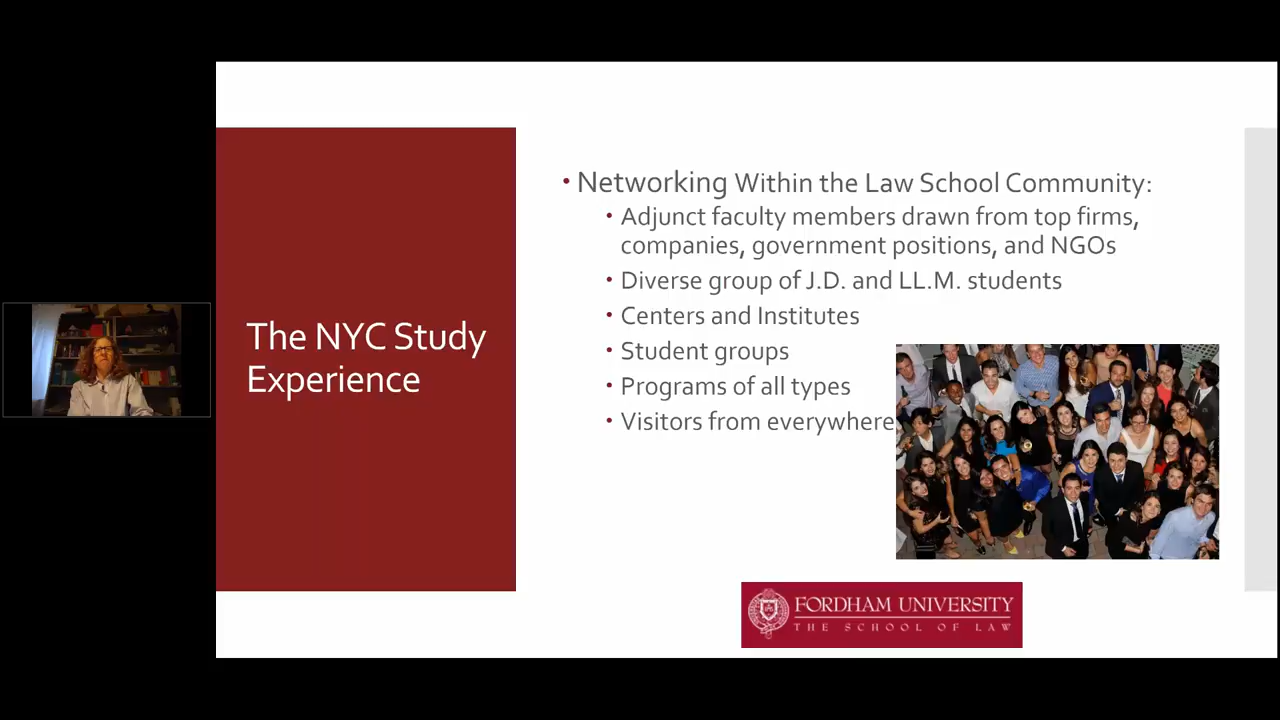 The NYC Study
Experience
• Networking Within the Law School Community:
• Adjunct faculty members drawn from top firms,
companies, government positions, and NGOs
• Diverse group of J.D. and LL.M. students
• Centers and Institutes
• Student groups
• Programs of all types
• Visitors from everywhere
FORDHAM UNIVERSITY
THE SCHOOL OF LAW